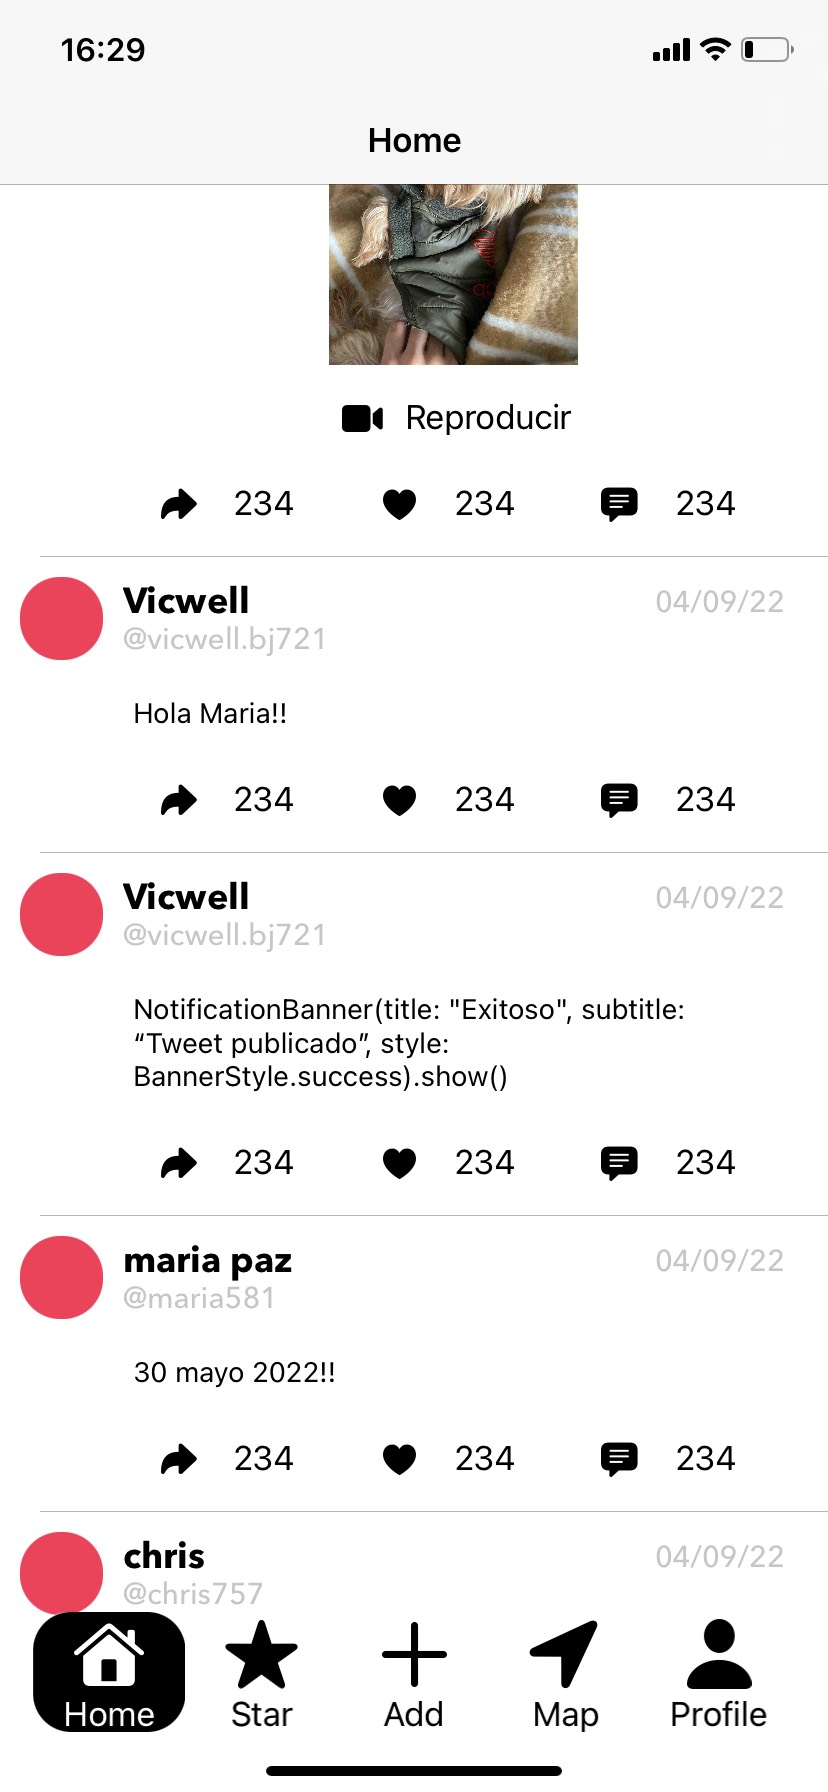 16:29
Home
Reproducir
234 234 234
Vicwell 04/09/22
@vicwell.bj721
Hola Maria!!
234 234 234
Vicwell 04/09/22
@vicwell.bj721
NotificationBanner(title: "Exitoso", subtitle:
“Tweet publicado”, style:
BannerStyle.success).show()
234 234 234
maria paz 04/09/22
@maria581
30 mayo 2022!!
234 234 234
chris 04/09/22
@chris757
Home Star Add Map Profile